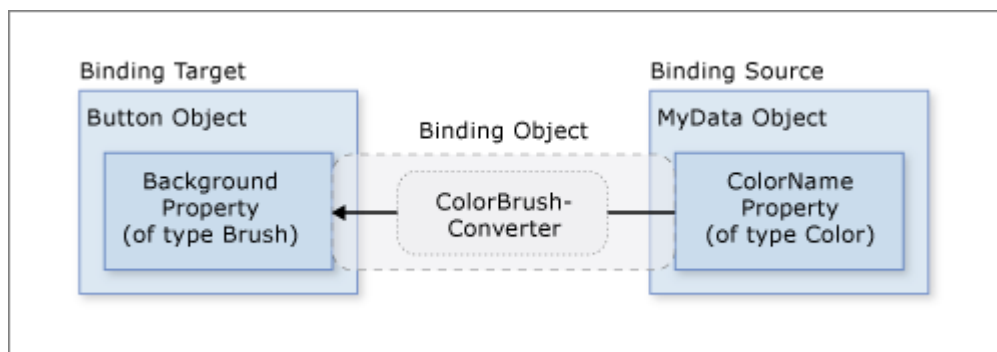 Binding Target
Button Object
Background
Property
(of type Brush)
Binding Object
ColorBrush-
Converter
Binding Source
MyData Object
ColorName
Property
(of type Color)